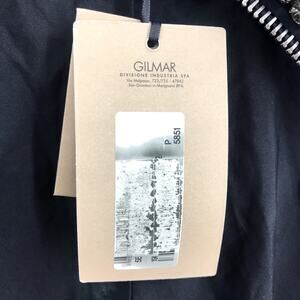 GILMAR
DIVISIONE INDUSTRIA SPA
Via Malpasso, 723/725 - 47842
San Giovanni in Marignano (RN)
P
5851